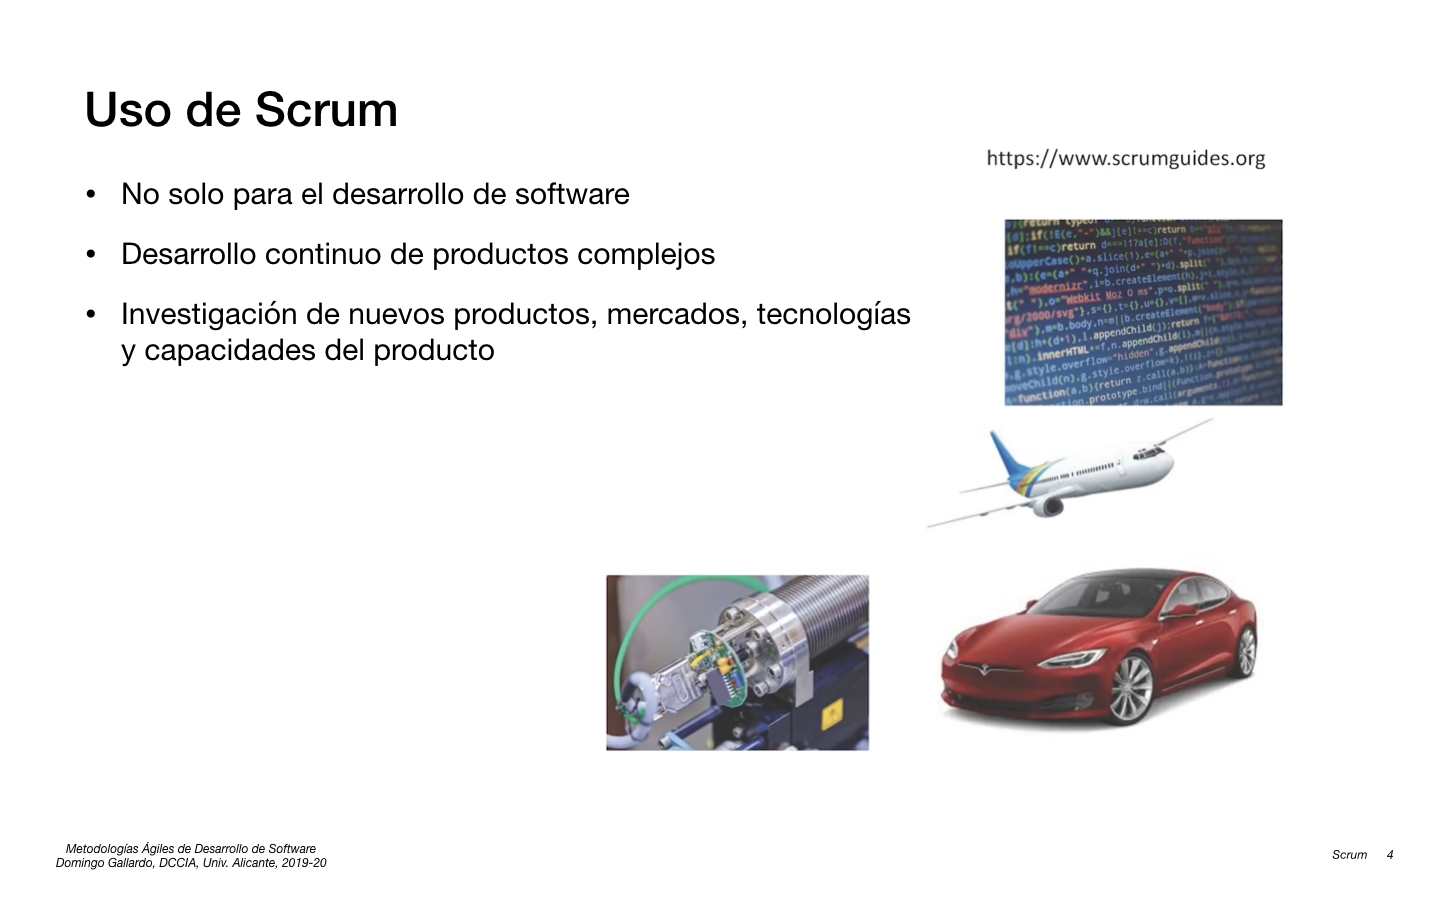 Uso de Scrum
https://www.scrumguides.org
• No solo para el desarrollo de software
• Desarrollo continuo de productos complejos
• Investigación de nuevos productos, mercados, tecnologías
y capacidades del producto
Metodologías Ágiles de Desarrollo de Software
Domingo Gallardo, DCCIA, Univ. Alicante, 2019-20
Scrum 4